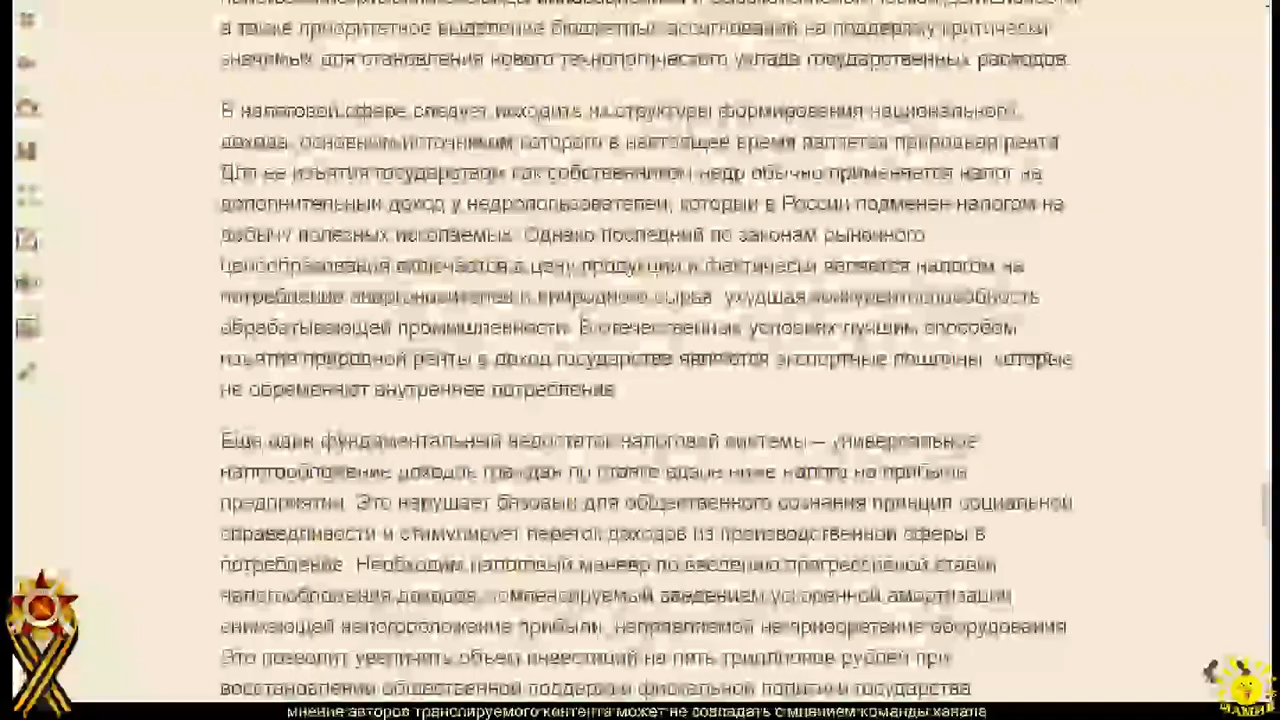 а также приоритетное выделение бюджетных ассигнований на поддержку критически
значимых для становления нового технологического уклада государственных расходов.
В налоговой сфере следует исходить из структуры формирования национального
дохода, основным источником которого в настоящее время является природная рента.
Для ее изъятия государством как собственником недр обычно применяется налог на
дополнительный доход у недропользователей, который в России подменен налогом на
добычу полезных ископаемых. Однако последний по законам рыночного
ценообразования включается в цену продукции и фактически является налогом на
потребление энергоносителей и природного сырья, ухудшая конкурентоспособность
обрабатывающей промышленности. В отечественных условиях лучшим способом
изъятия природной ренты в доход государства являются экспортные пошлины, которые
не обременяют внутреннее потребление.
Еще один фундаментальный недостаток налоговой системы — универсальное
налогообложение доходов граждан по ставке вдвое ниже налога на прибыль
предприятий. Это нарушает базовый для общественного сознания принцип социальной
справедливости и стимулирует переток доходов из производственной сферы в
потребление. Необходим налоговый маневр по введению прогрессивной ставки
налогообложения доходов, компенсируемый введением ускоренной амортизации,
снижающей налогообложение прибыли, направляемой на приобретение оборудования.
Это позволит увеличить объем инвестиций на пять триллионов рублей при
восстановлении общественной поддержки фискальной политики государства
мнение авторов транслируемого контента может не совпадать с мнением команды канала